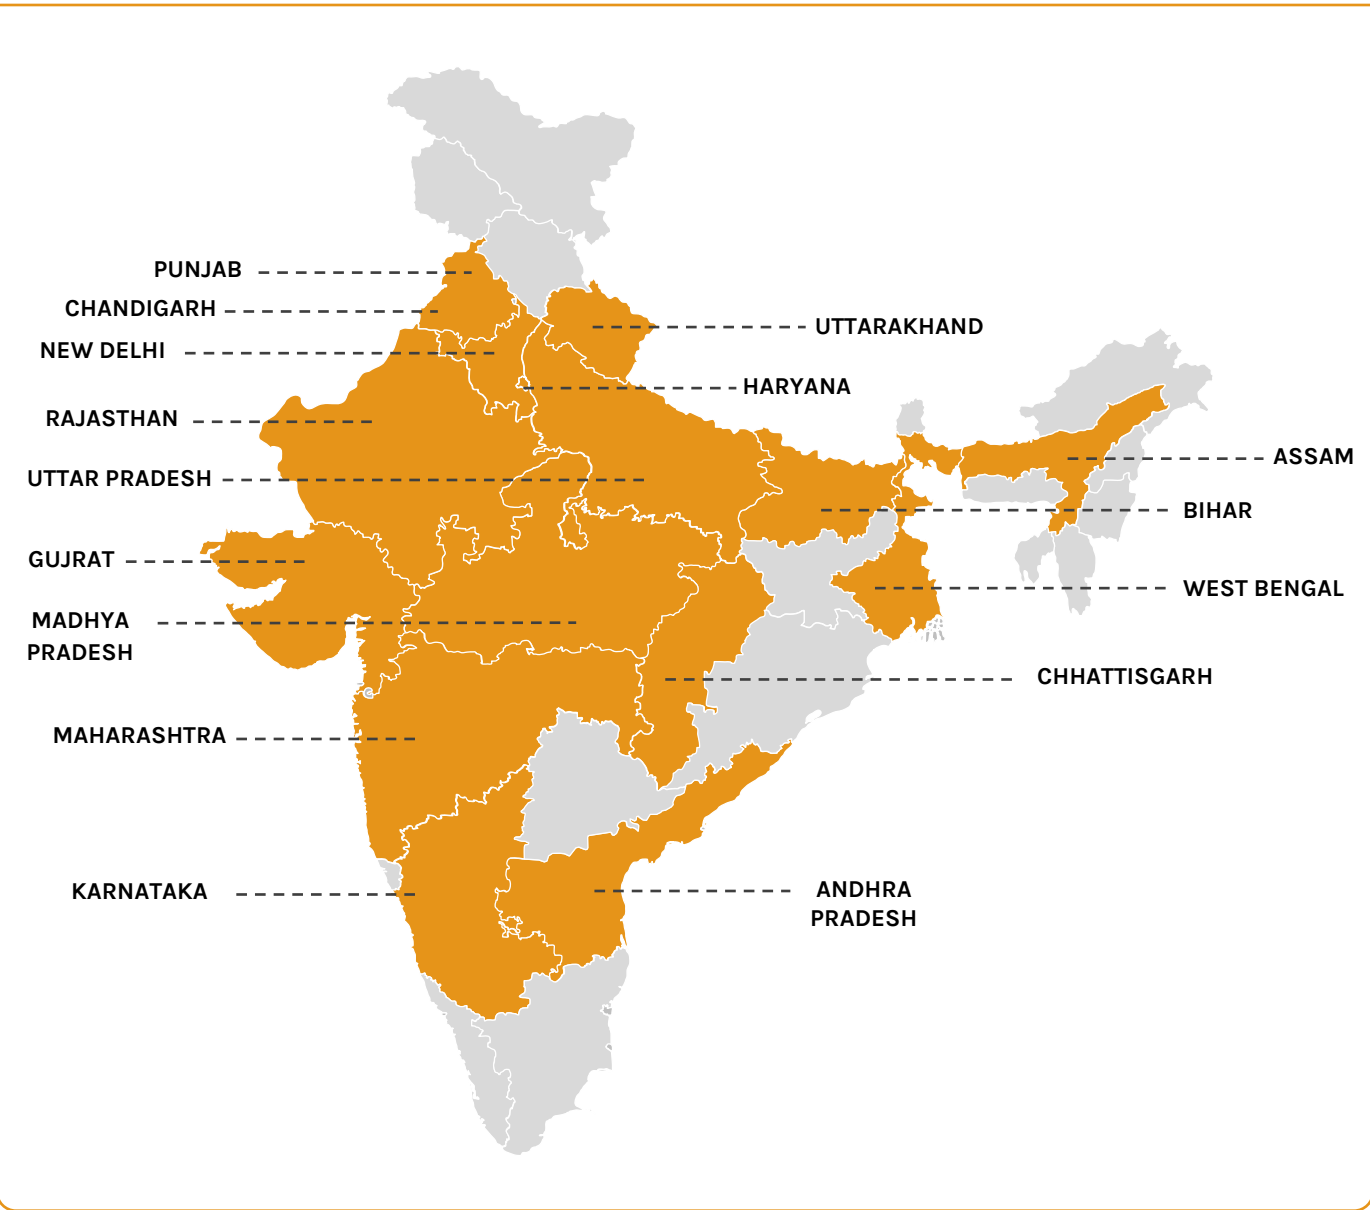 PUNJAB
CHANDIGARH
NEW DELHI
RAJASTHAN
UTTAR PRADESH
GUJRAT
MADHYA
PRADESH
MAHARASHTRA
KARNATAKA
UTTARAKHAND
HARYANA
ASSAM
BIHAR
WEST BENGAL
CHHATTISGARH
ANDHRA
PRADESH